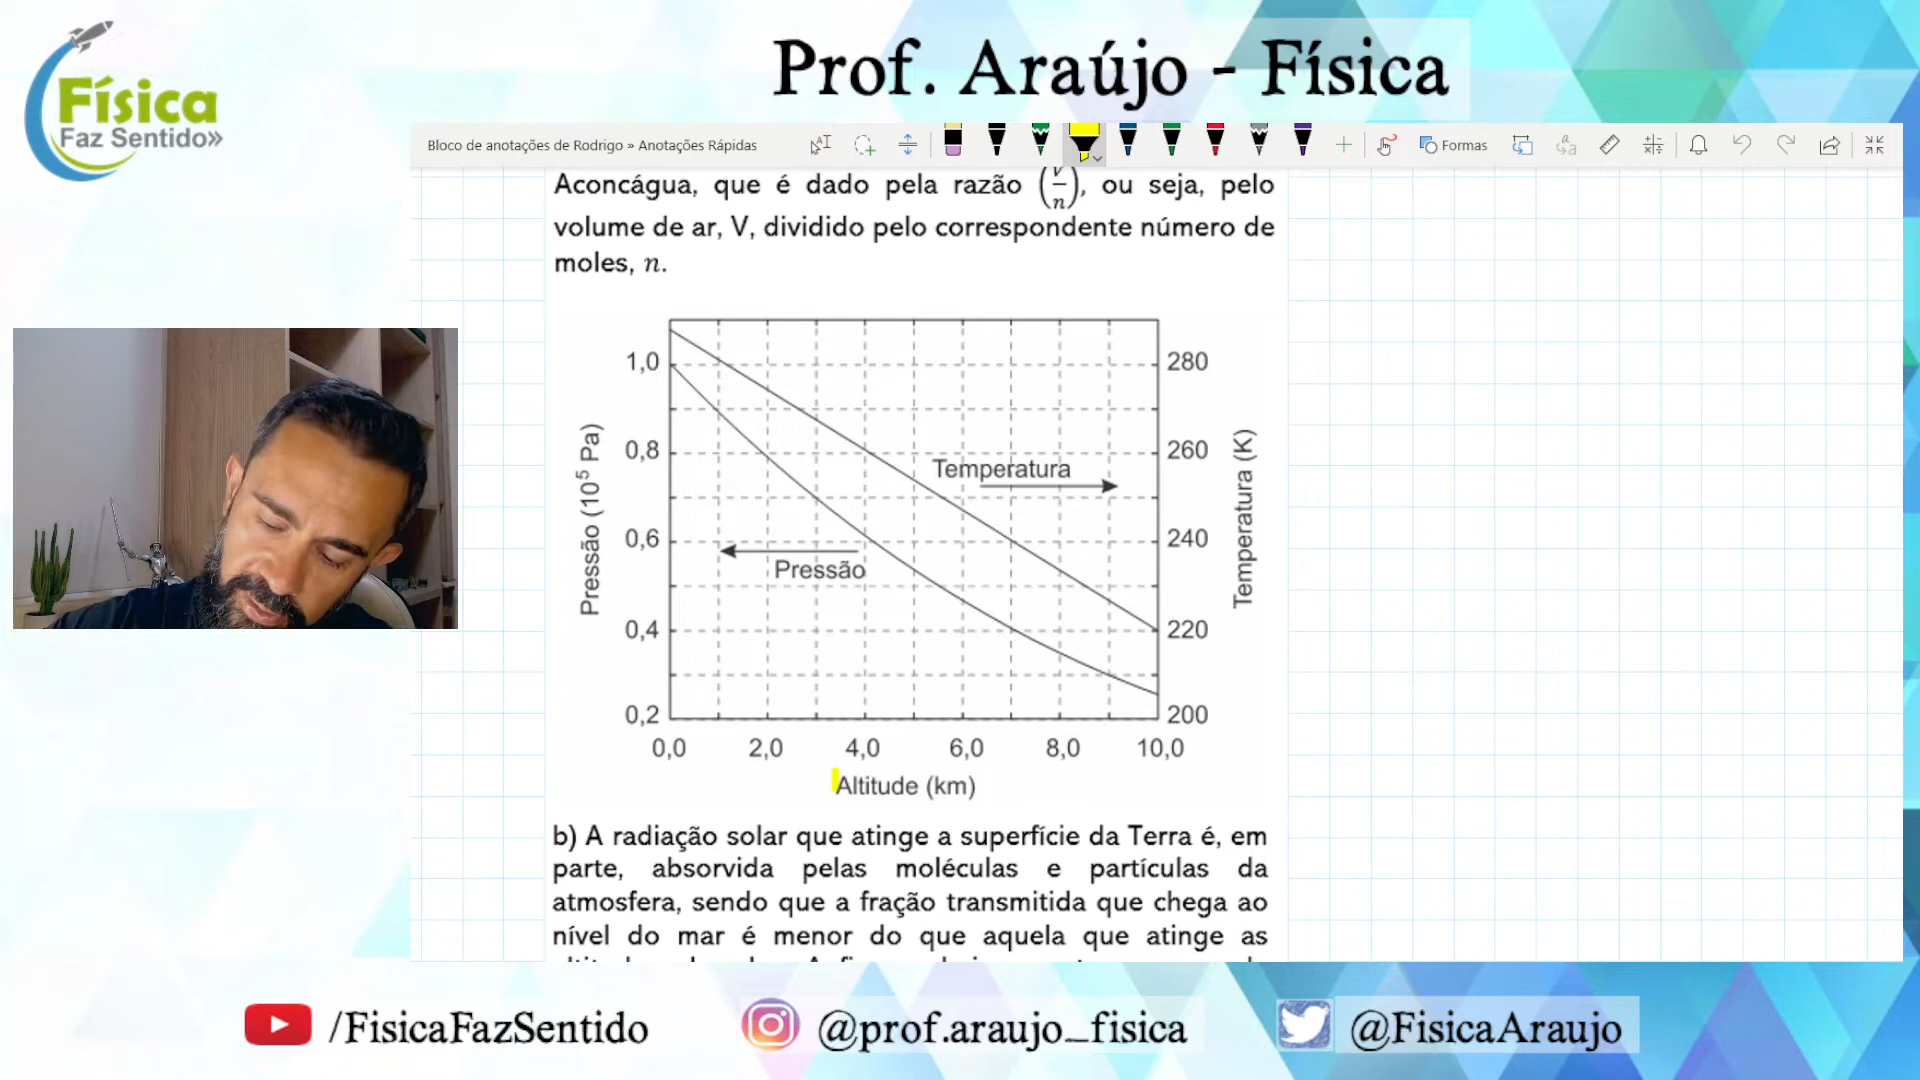 Prof. Araújo - Física
Física
Faz Sentido»
Bloco de anotações de Rodrigo » Anotações Rápidas
Formas
Aconcágua, que é dado pela razão (V/n), ou seja, pelo
volume de ar, V, dividido pelo correspondente número de
moles, n.
1,0
0,8
0,6
0,4
0,2
Pressão (10⁵ Pa)
Temperatura
Pressão
280
260
240
220
200
Temperatura (K)
0,0 2,0 4,0 6,0 8,0 10,0
Altitude (km)
b) A radiação solar que atinge a superfície da Terra é, em
parte, absorvida pelas moléculas e partículas da
atmosfera, sendo que a fração transmitida que chega ao
nível do mar é menor do que aquela que atinge as
/FisicaFazSentido
@prof.araujo_fisica
@FisicaAraujo